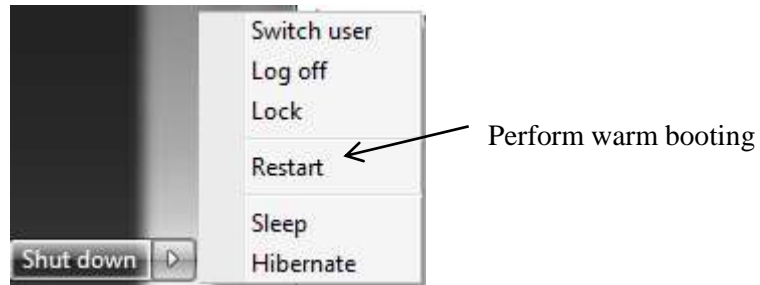 Switch user
Log off
Lock
Perform warm booting
Restart
Sleep
Shut down
Hibernate